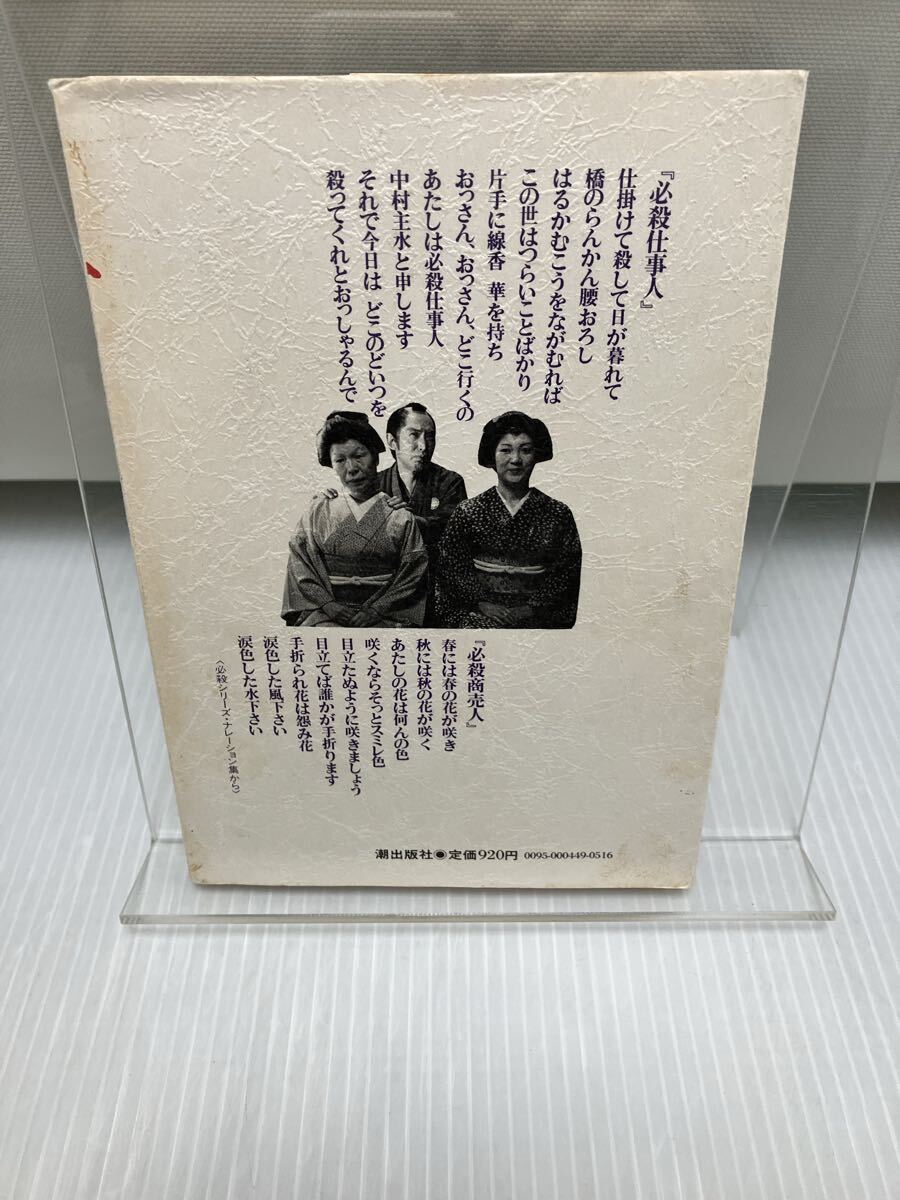 『必殺仕事人』
仕掛けて殺して日が暮れて
橋のらんかん腰おろし
はるかむこうをながむれば
この世はつらいことばかり
片手に線香 華を持ち
おっさん、おっさん、どこ行くの
あたしは必殺仕事人
中村主水と申します
それで今日は どこのどいつを
殺ってくれとおっしゃるんで
『必殺商売人』
春には春の花が咲き
秋には秋の花が咲く
あたしの花は何んの色
咲くならそっとスミレ色
目立たぬように咲きましょう
目立てば誰かが手折ります
手折られ花は怨み花
涙色した風下さい
涙色した水下さい
〈必殺シリーズ・ナレーション集から〉
潮出版社◉定価920円 0095-000449-0516